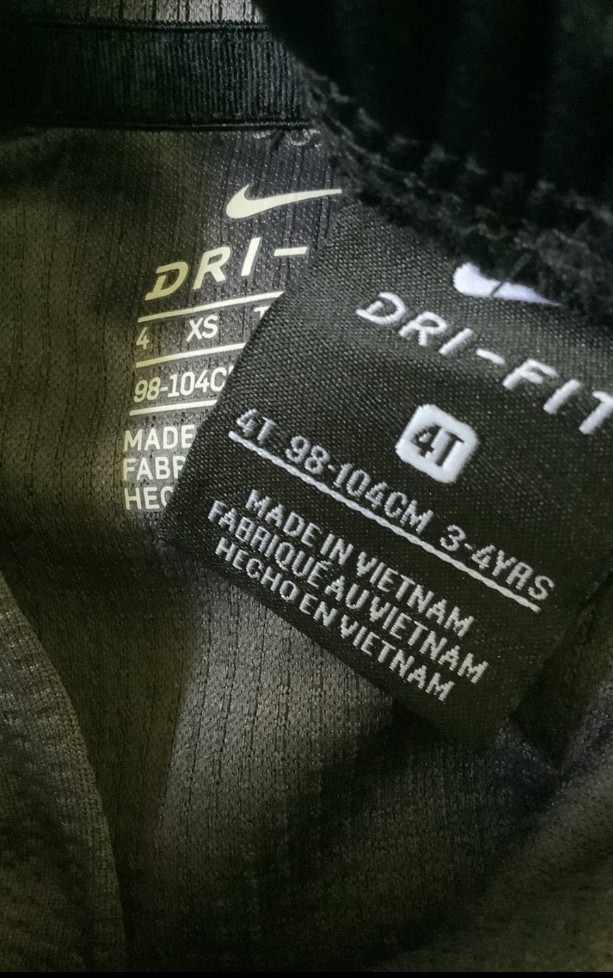 DRI-
4 XS
98-104C
MADE
FABR
HEC
DRI-FIT
4T
4T 98-104CM 3-4YRS
MADE IN VIETNAM
FABRIQUÉ AU VIETNAM
HECHO EN VIETNAM